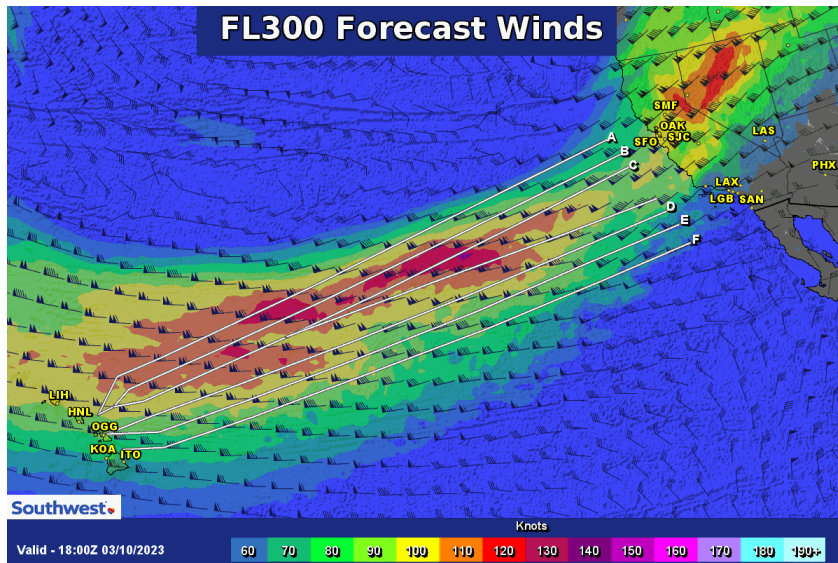 FL300 Forecast Winds
SMF
A
OAK
LAS
B
SFO
SJC
C
PHX
LAX
LGB
SAN
D
E
F
LIH
HNL
OGG
KOA
ITO
Southwest
Knots
Valid - 18:00Z 03/10/2023
60 70 80 90 100 110 120 130 140 150 160 170 180 190+